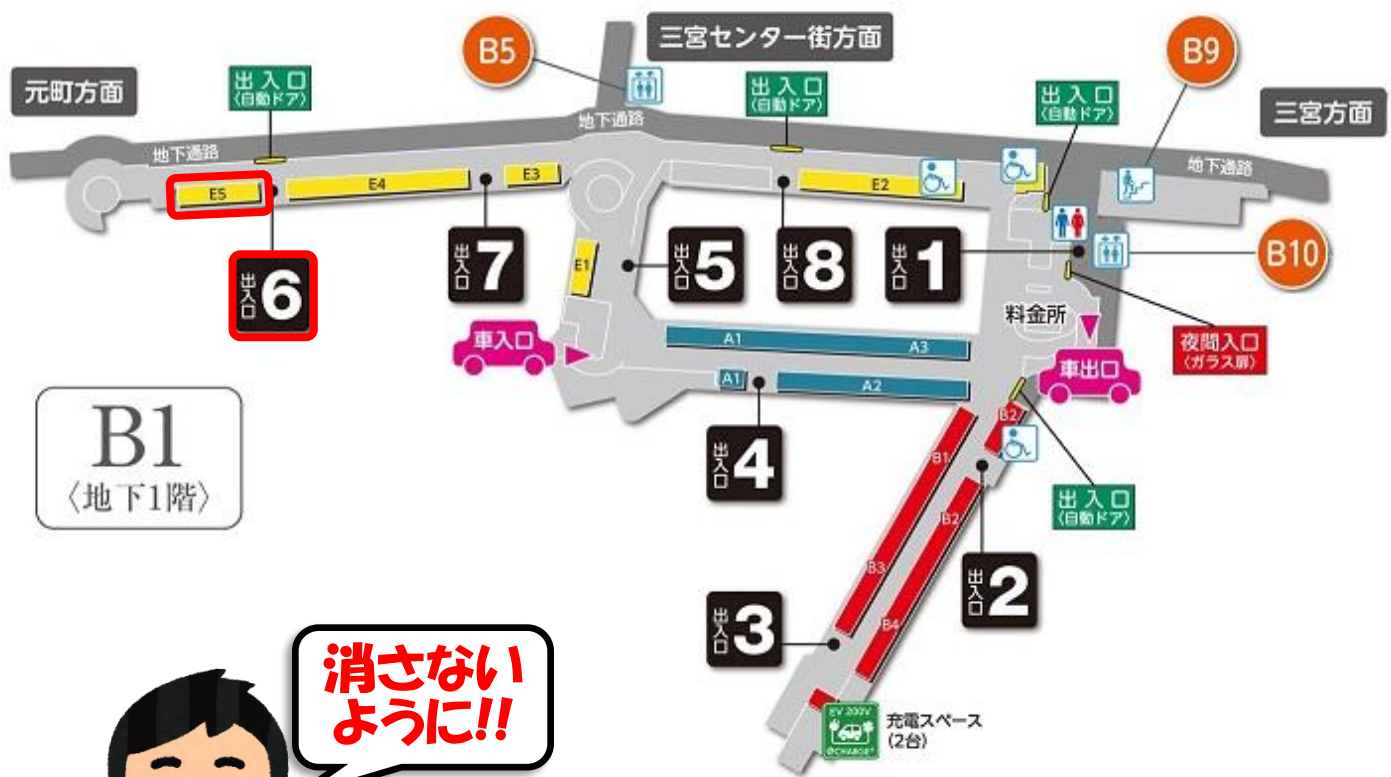 元町方面
三宮センター街方面
三宮方面
B5
B9
B10
出入口
〈自動ドア〉
出入口
〈自動ドア〉
出入口
〈自動ドア〉
地下通路
地下通路
地下通路
E5
E4
E3
E2
E1
出入口
6
出入口
7
出入口
5
出入口
8
出入口
1
料金所
夜間入口
〈ガラス扉〉
車入口
車出口
A1
A3
A1
A2
出入口
4
B1
〈地下1階〉
B2
B1
B2
B3
B4
出入口
〈自動ドア〉
出入口
2
出入口
3
EV 200V
充電スペース
(2台)
消さない
ように!!